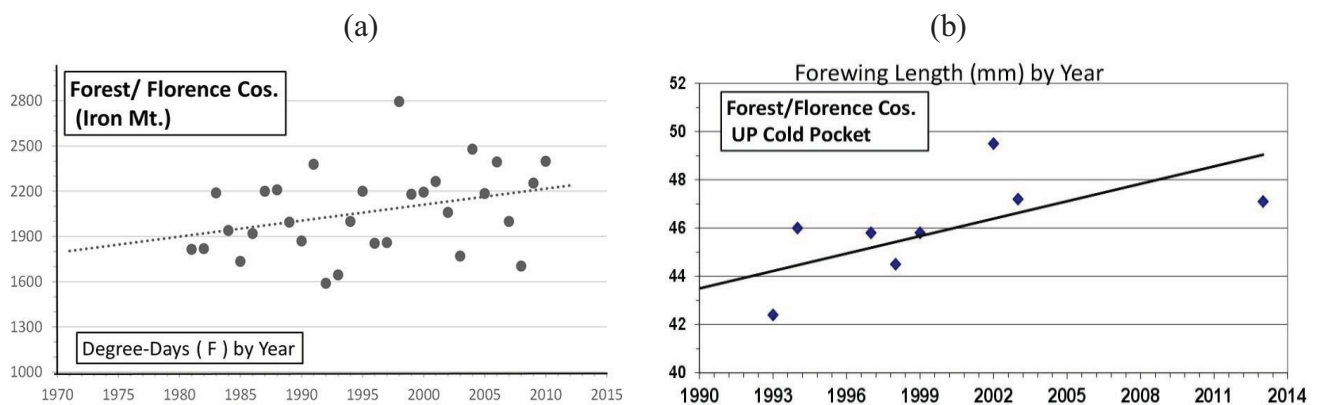 (a)
Forest/ Florence Cos.
(Iron Mt.)
2800
2500
2200
1900
1600
1300
1000
Degree-Days ( F ) by Year
1970 1975 1980 1985 1990 1995 2000 2005 2010 2015
(b)
Forewing Length (mm) by Year
Forest/Florence Cos.
UP Cold Pocket
52
50
48
46
44
42
40
1990 1993 1996 1999 2002 2005 2008 2011 2014